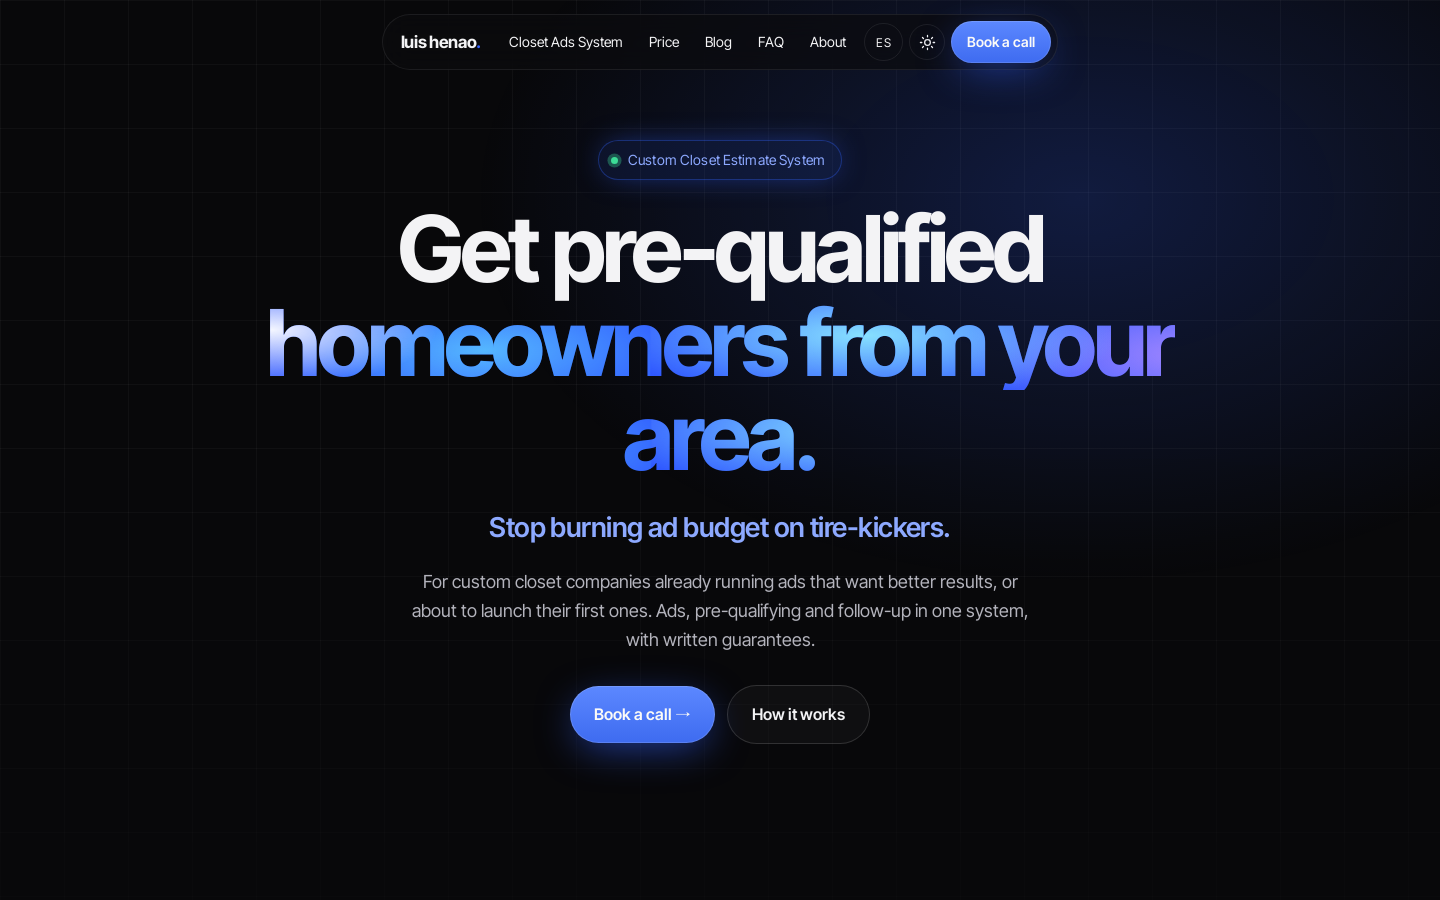 luis henao.
Closet Ads System
Price
Blog
FAQ
About
ES
Book a call
Custom Closet Estimate System
Get pre-qualified
homeowners from your
area.
Stop burning ad budget on tire-kickers.
For custom closet companies already running ads that want better results, or
about to launch their first ones. Ads, pre-qualifying and follow-up in one system,
with written guarantees.
Book a call →
How it works